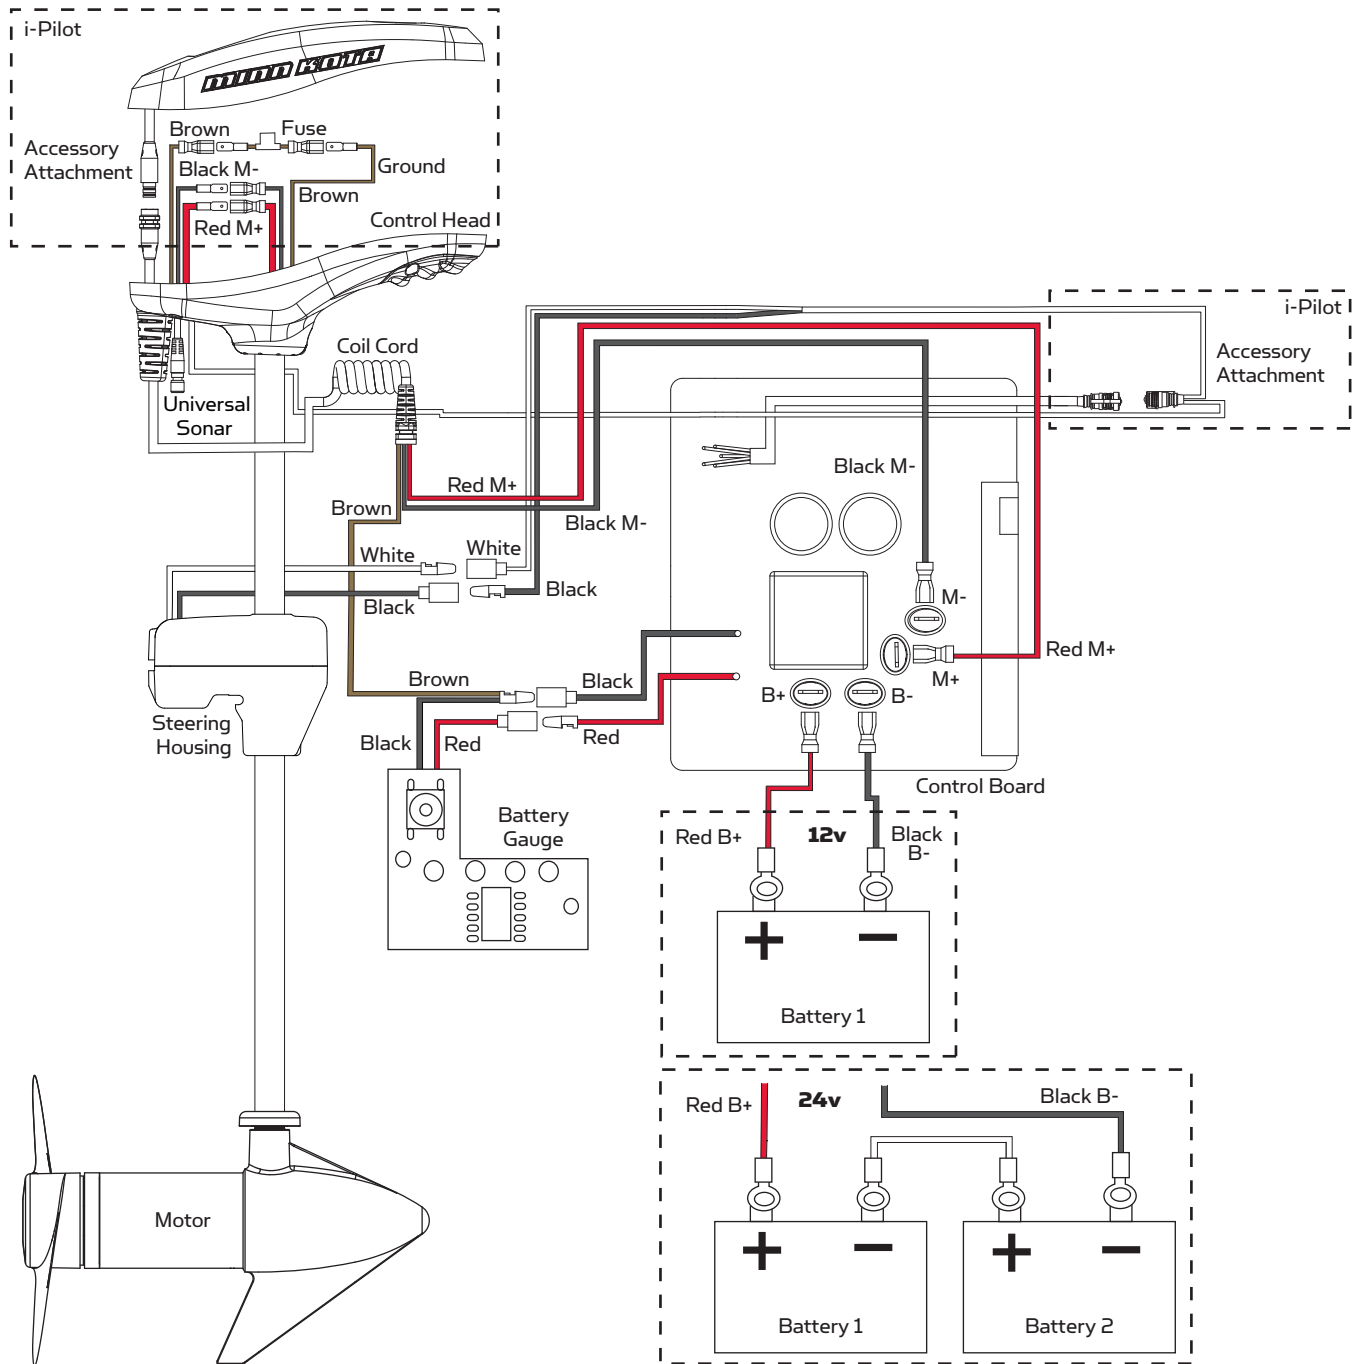 i-Pilot
MINN KOTA
Brown
Fuse
Accessory
Attachment
Black M-
Ground
Brown
Red M+
Control Head
i-Pilot
Coil Cord
Accessory
Attachment
Universal
Sonar
Black M-
Red M+
Brown
Black M-
White
White
Black
Black
M-
Red M+
M+
Brown
Black
B+
B-
Steering
Housing
Black
Red
Red
Control Board
Battery
Gauge
Red B+
12v
Black
B-
+
−
Battery 1
Red B+
24v
Black B-
Motor
+
−
+
−
Battery 1
Battery 2